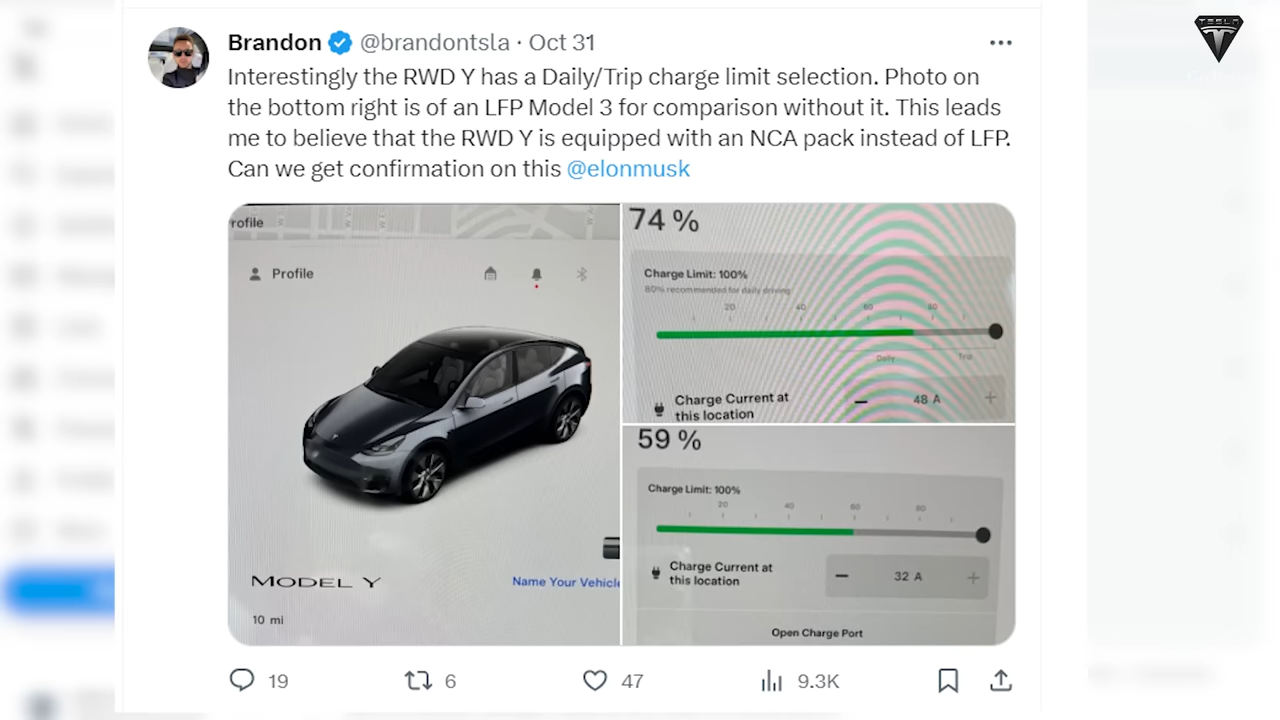 TESLA
Brandon @brandontsla · Oct 31
Interestingly the RWD Y has a Daily/Trip charge limit selection. Photo on
the bottom right is of an LFP Model 3 for comparison without it. This leads
me to believe that the RWD Y is equipped with an NCA pack instead of LFP.
Can we get confirmation on this @elonmusk
rofile
Profile
MODEL Y
Name Your Vehicle
10 mi
74 %
Charge Limit: 100%
80% recommended for daily driving
20 40 60 80
Daily Trip
Charge Current at
this location
− 48 A +
59 %
Charge Limit: 100%
20 40 60 80
Charge Current at
this location
− 32 A +
Open Charge Port
19 6 47 9.3K